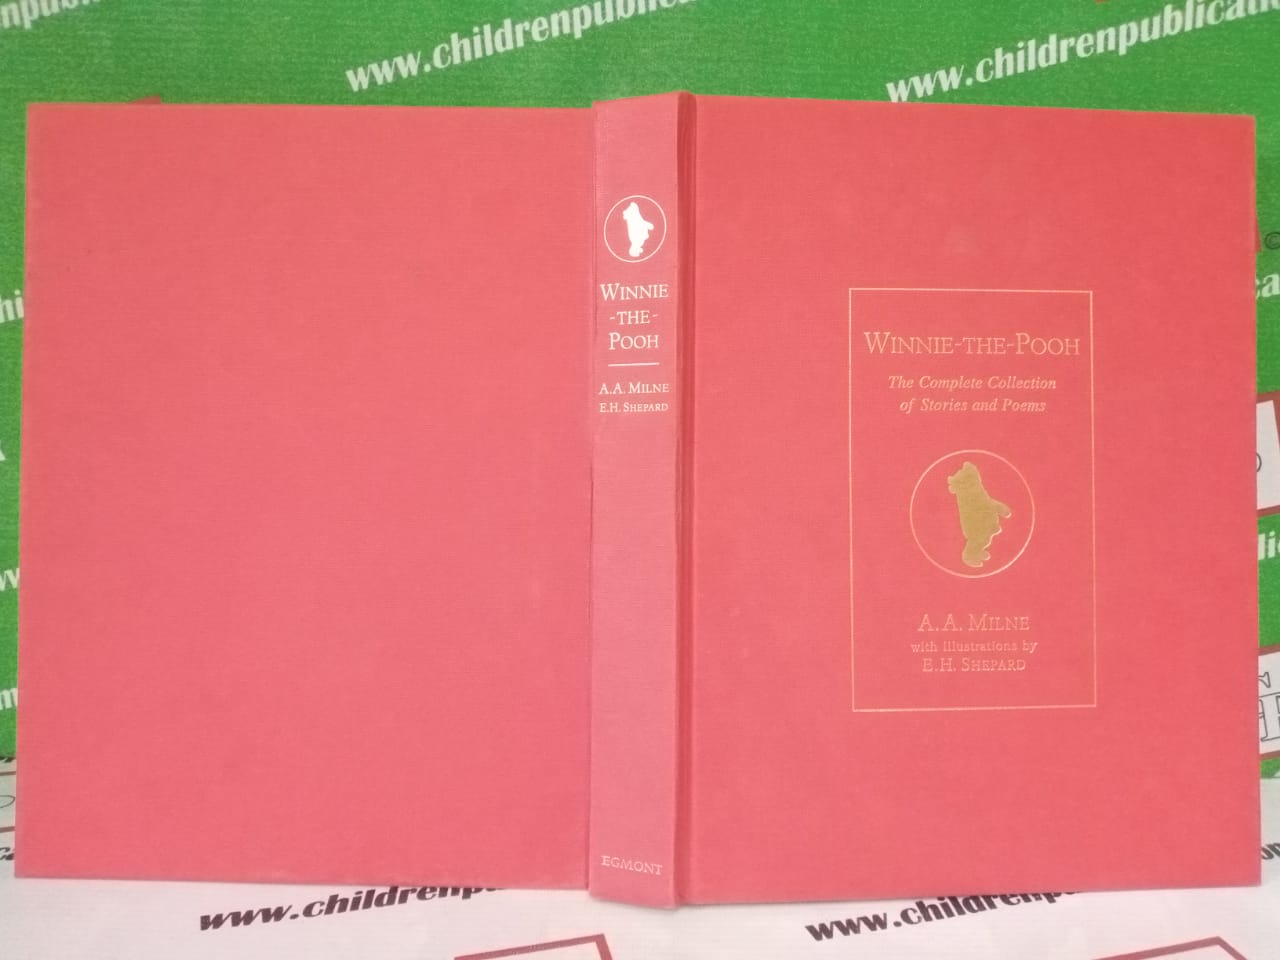 www.childrenpublica
www.childrenpublicati
WINNIE
-THE-
POOH
A.A. MILNE
E.H. SHEPARD
EGMONT
WINNIE-THE-POOH
The Complete Collection
of Stories and Poems
A. A. MILNE
with illustrations by
E.H. SHEPARD
www.childrenpu
www.childrenp